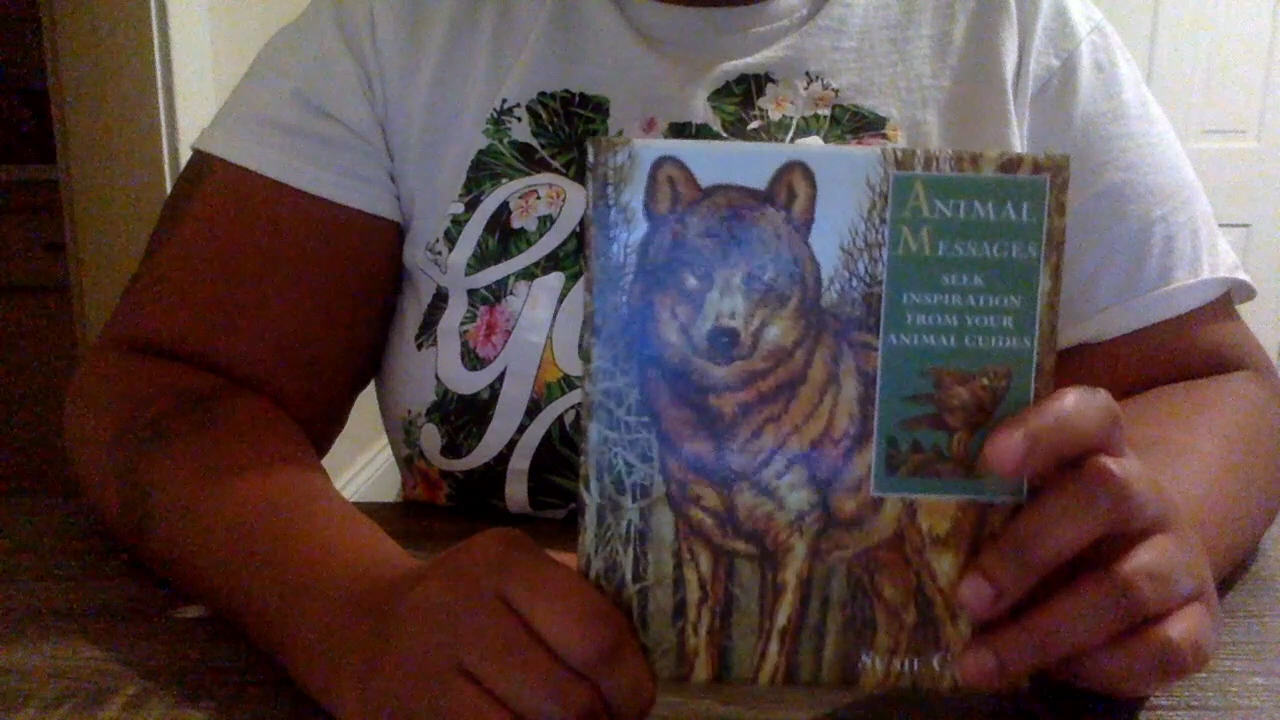 ANIMAL
MESSAGES
SEEK
INSPIRATION
FROM YOUR
ANIMAL GUIDES
SUSIE